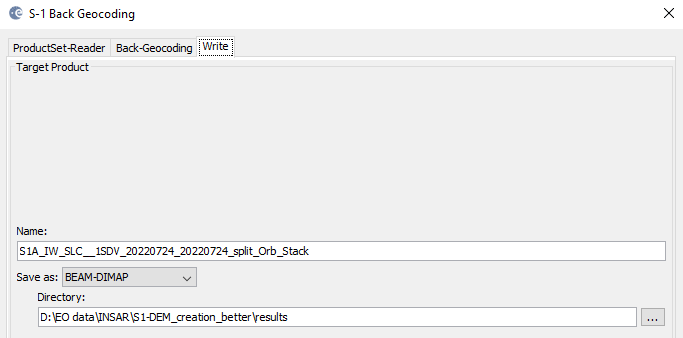 S-1 Back Geocoding
ProductSet-Reader Back-Geocoding Write
Target Product
Name:
S1A_IW_SLC__1SDV_20220724_20220724_split_Orb_Stack
Save as: BEAM-DIMAP
Directory:
D:\EO data\INSAR\S1-DEM_creation_better\results
...